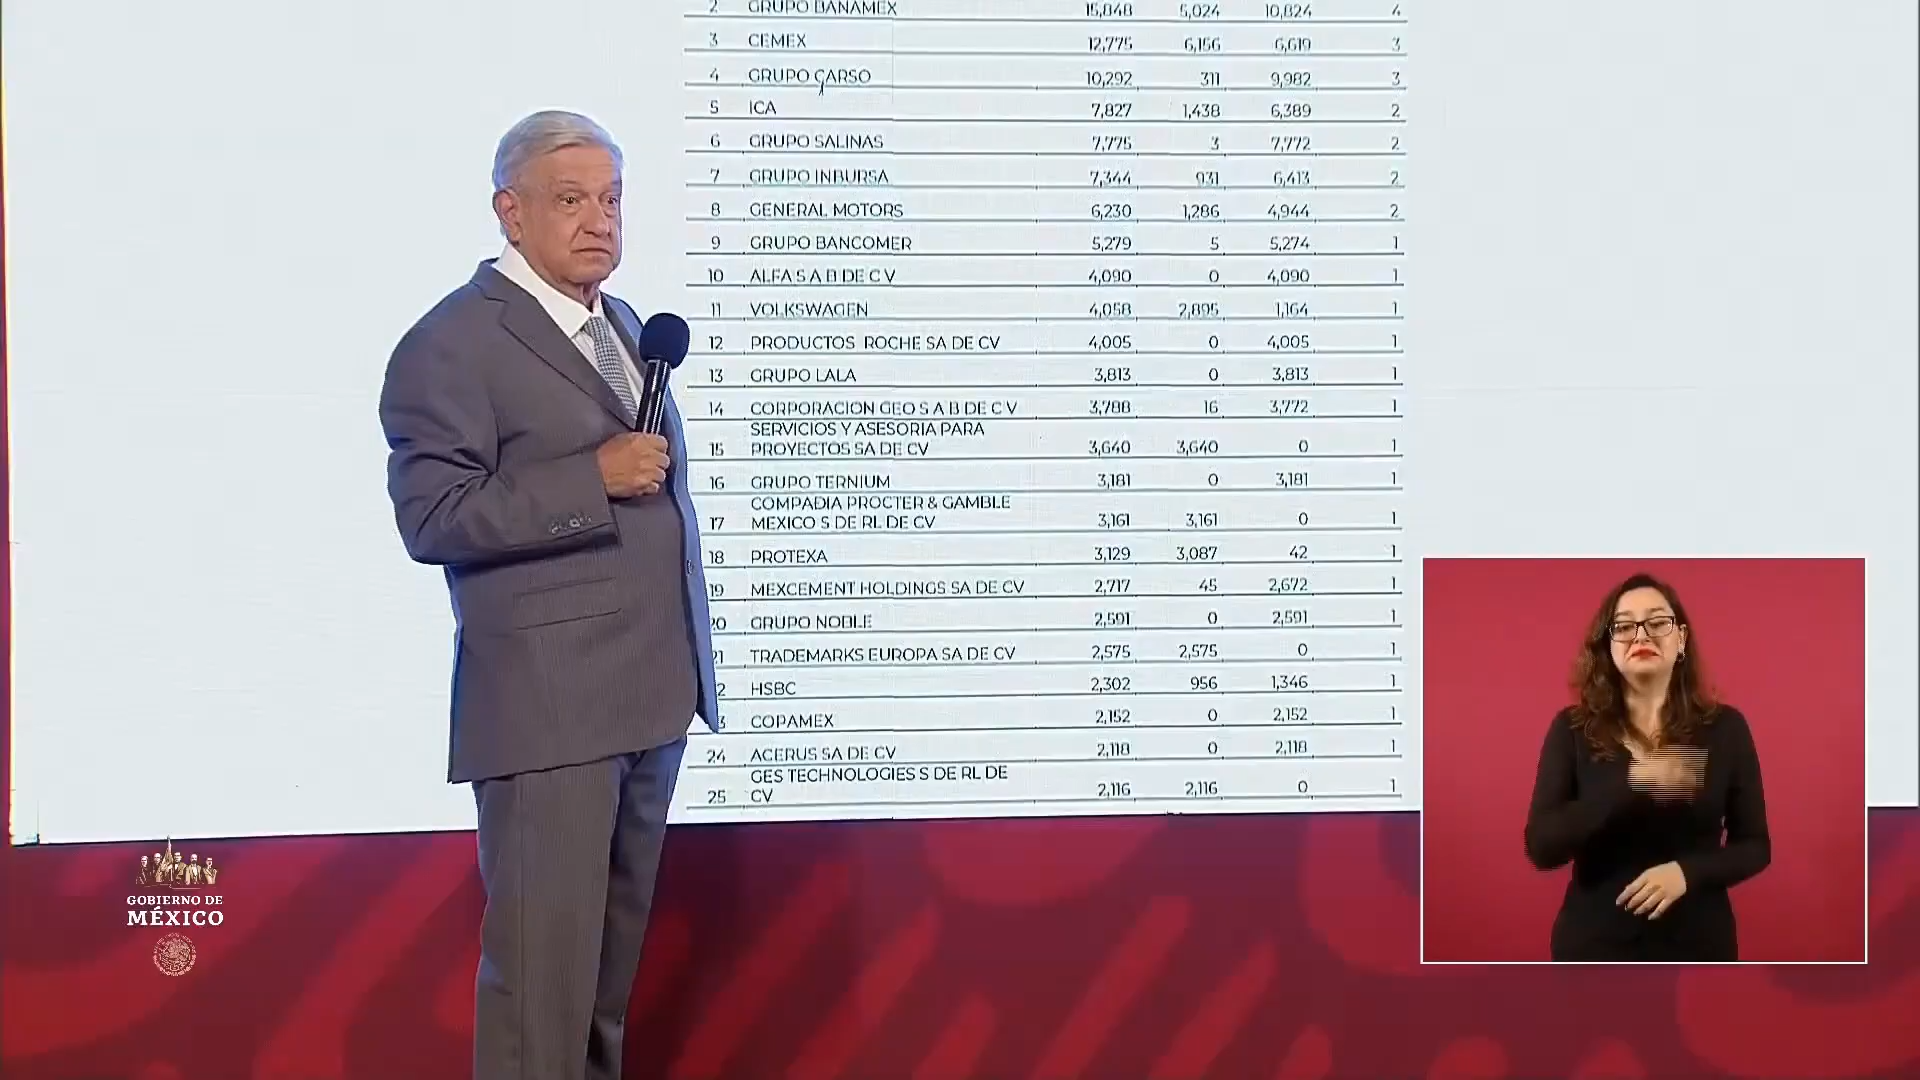 2 GRUPO BANAMEX 15,848 5,024 10,824 4
3 CEMEX 12,775 6,156 6,619 3
4 GRUPO CARSO 10,292 311 9,982 3
5 ICA 7,827 1,438 6,389 2
6 GRUPO SALINAS 7,775 3 7,772 2
7 GRUPO INBURSA 7,344 931 6,413 2
8 GENERAL MOTORS 6,230 1,286 4,944 2
9 GRUPO BANCOMER 5,279 5 5,274 1
10 ALFA S A B DE C V 4,090 0 4,090 1
11 VOLKSWAGEN 4,058 2,895 1,164 1
12 PRODUCTOS ROCHE SA DE CV 4,005 0 4,005 1
13 GRUPO LALA 3,813 0 3,813 1
14 CORPORACION GEO S A B DE C V 3,788 16 3,772 1
SERVICIOS Y ASESORIA PARA
15 PROYECTOS SA DE CV 3,640 3,640 0 1
16 GRUPO TERNIUM 3,181 0 3,181 1
COMPADIA PROCTER & GAMBLE
17 MEXICO S DE RL DE CV 3,161 3,161 0 1
18 PROTEXA 3,129 3,087 42 1
19 MEXCEMENT HOLDINGS SA DE CV 2,717 45 2,672 1
20 GRUPO NOBLE 2,591 0 2,591 1
21 TRADEMARKS EUROPA SA DE CV 2,575 2,575 0 1
2 HSBC 2,302 956 1,346 1
3 COPAMEX 2,152 0 2,152 1
24 ACERUS SA DE CV 2,118 0 2,118 1
GES TECHNOLOGIES S DE RL DE
25 CV 2,116 2,116 0 1
GOBIERNO DE
MÉXICO